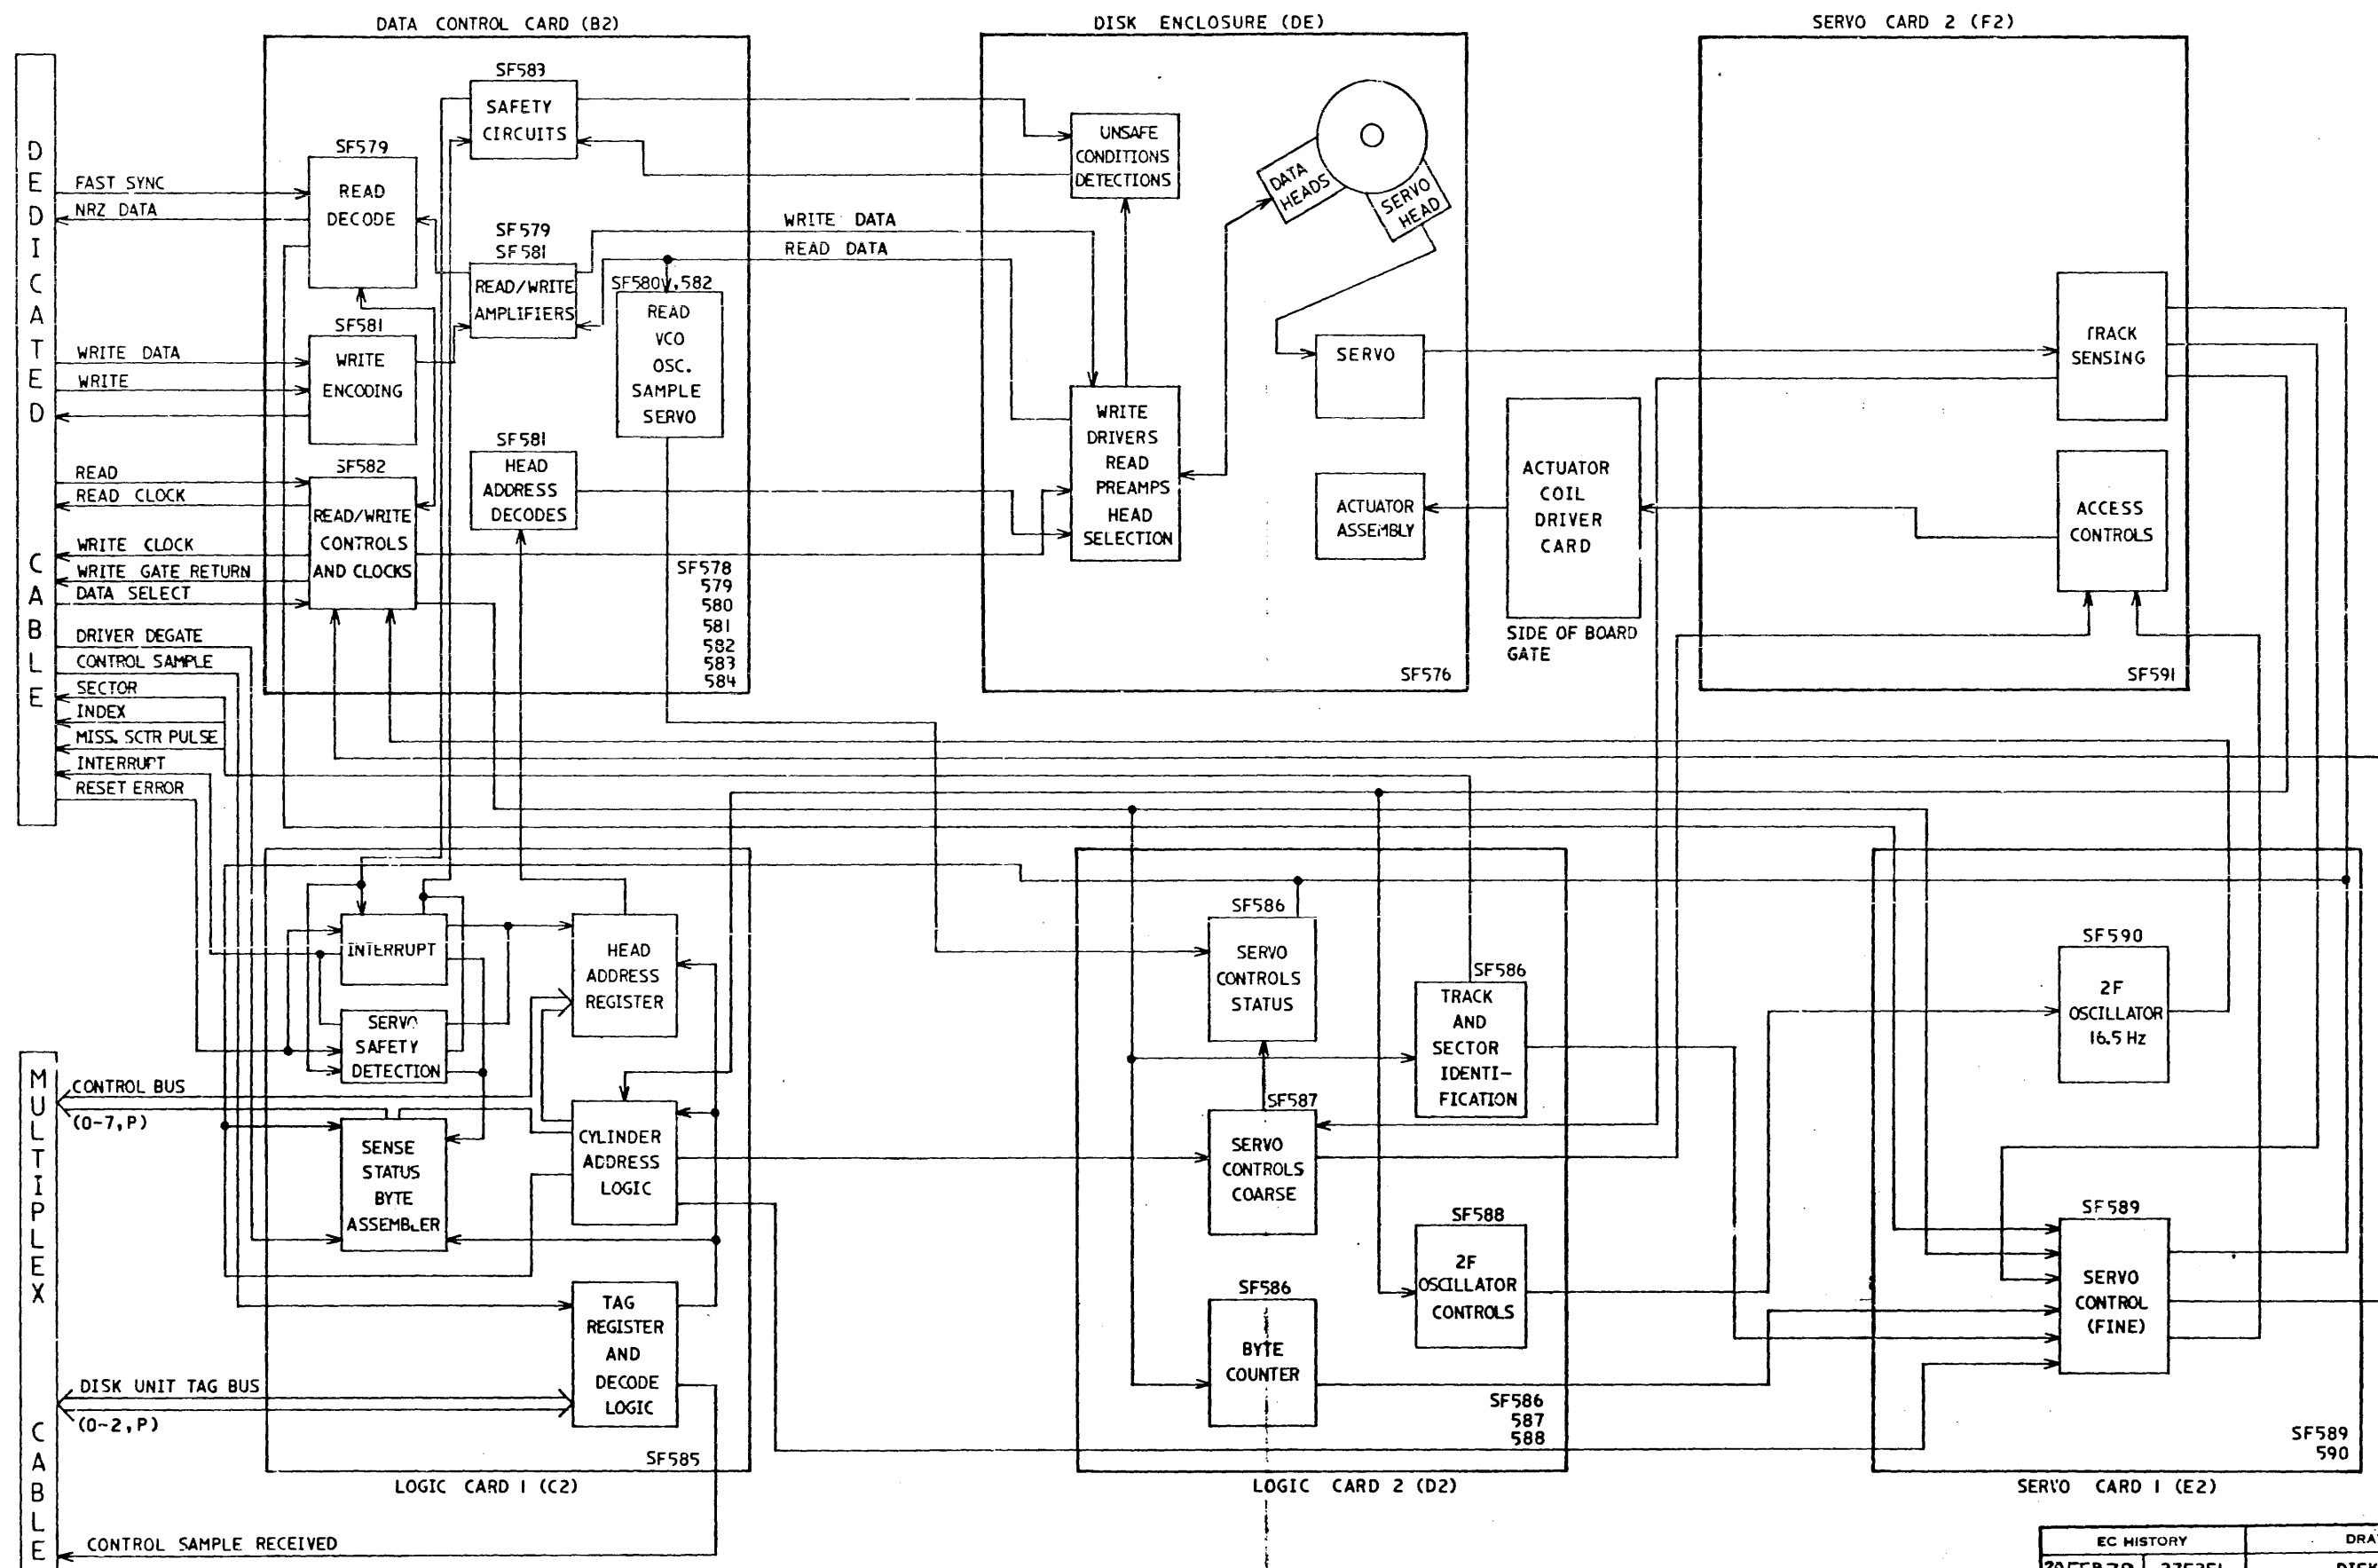 DATA CONTROL CARD (B2)
DISK ENCLOSURE (DE)
SERVO CARD 2 (F2)
DEDICATED CABLE
FAST SYNC
NRZ DATA
WRITE DATA
WRITE
READ
READ CLOCK
WRITE CLOCK
WRITE GATE RETURN
DATA SELECT
DRIVER DEGATE
CONTROL SAMPLE
SECTOR
INDEX
MISS. SCTR PULSE
INTERRUPT
RESET ERROR
SF583
SAFETY
CIRCUITS
SF579
READ
DECODE
SF579
SF581
READ/WRITE
AMPLIFIERS
SF580,582
READ
VCO
OSC.
SAMPLE
SERVO
SF581
WRITE
ENCODING
SF581
HEAD
ADDRESS
DECODES
SF582
READ/WRITE
CONTROLS
AND CLOCKS
SF578
579
580
581
582
583
584
WRITE DATA
READ DATA
UNSAFE
CONDITIONS
DETECTIONS
DATA
HEADS
SERVO
HEAD
SERVO
WRITE
DRIVERS
READ
PREAMPS
HEAD
SELECTION
ACTUATOR
ASSEMBLY
SF576
ACTUATOR
COIL
DRIVER
CARD
SIDE OF BOARD
GATE
TRACK
SENSING
ACCESS
CONTROLS
SF591
MULTIPLEX CABLE
CONTROL BUS
(0-7,P)
DISK UNIT TAG BUS
(0-2,P)
CONTROL SAMPLE RECEIVED
INTERRUPT
HEAD
ADDRESS
REGISTER
SERVO
SAFETY
DETECTION
SENSE
STATUS
BYTE
ASSEMBLER
CYLINDER
ADDRESS
LOGIC
TAG
REGISTER
AND
DECODE
LOGIC
SF585
LOGIC CARD 1 (C2)
SF586
SERVO
CONTROLS
STATUS
SF586
TRACK
AND
SECTOR
IDENTI-
FICATION
SF587
SERVO
CONTROLS
COARSE
SF588
2F
OSCILLATOR
CONTROLS
SF586
BYTE
COUNTER
SF586
587
588
LOGIC CARD 2 (D2)
SF590
2F
OSCILLATOR
16.5 Hz
SF589
SERVO
CONTROL
(FINE)
SF589
590
SERVO CARD 1 (E2)
EC HISTORY